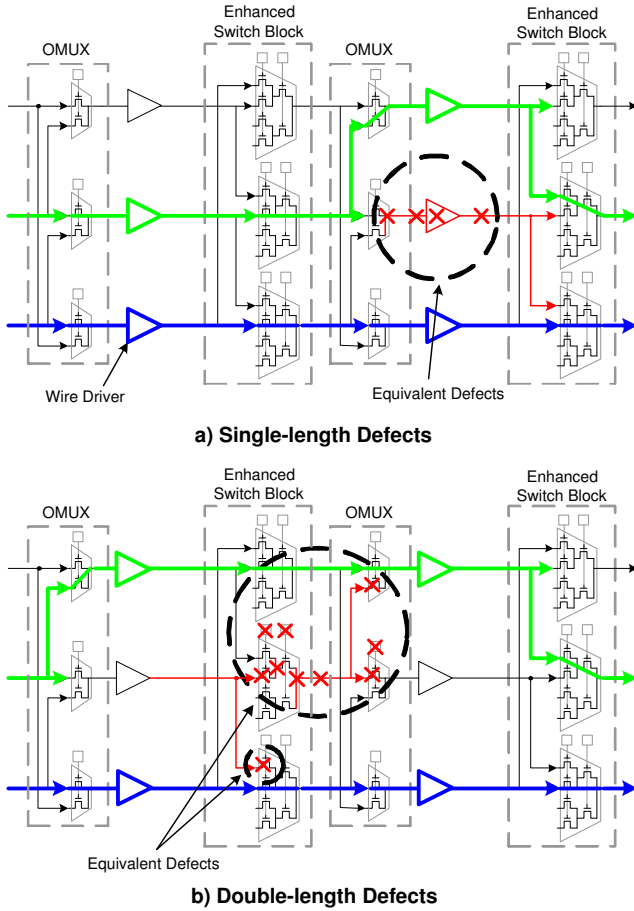 Enhanced
Switch Block
Enhanced
Switch Block
OMUX
OMUX
Wire Driver
Equivalent Defects
a) Single-length Defects
Enhanced
Switch Block
Enhanced
Switch Block
OMUX
OMUX
Equivalent Defects
b) Double-length Defects